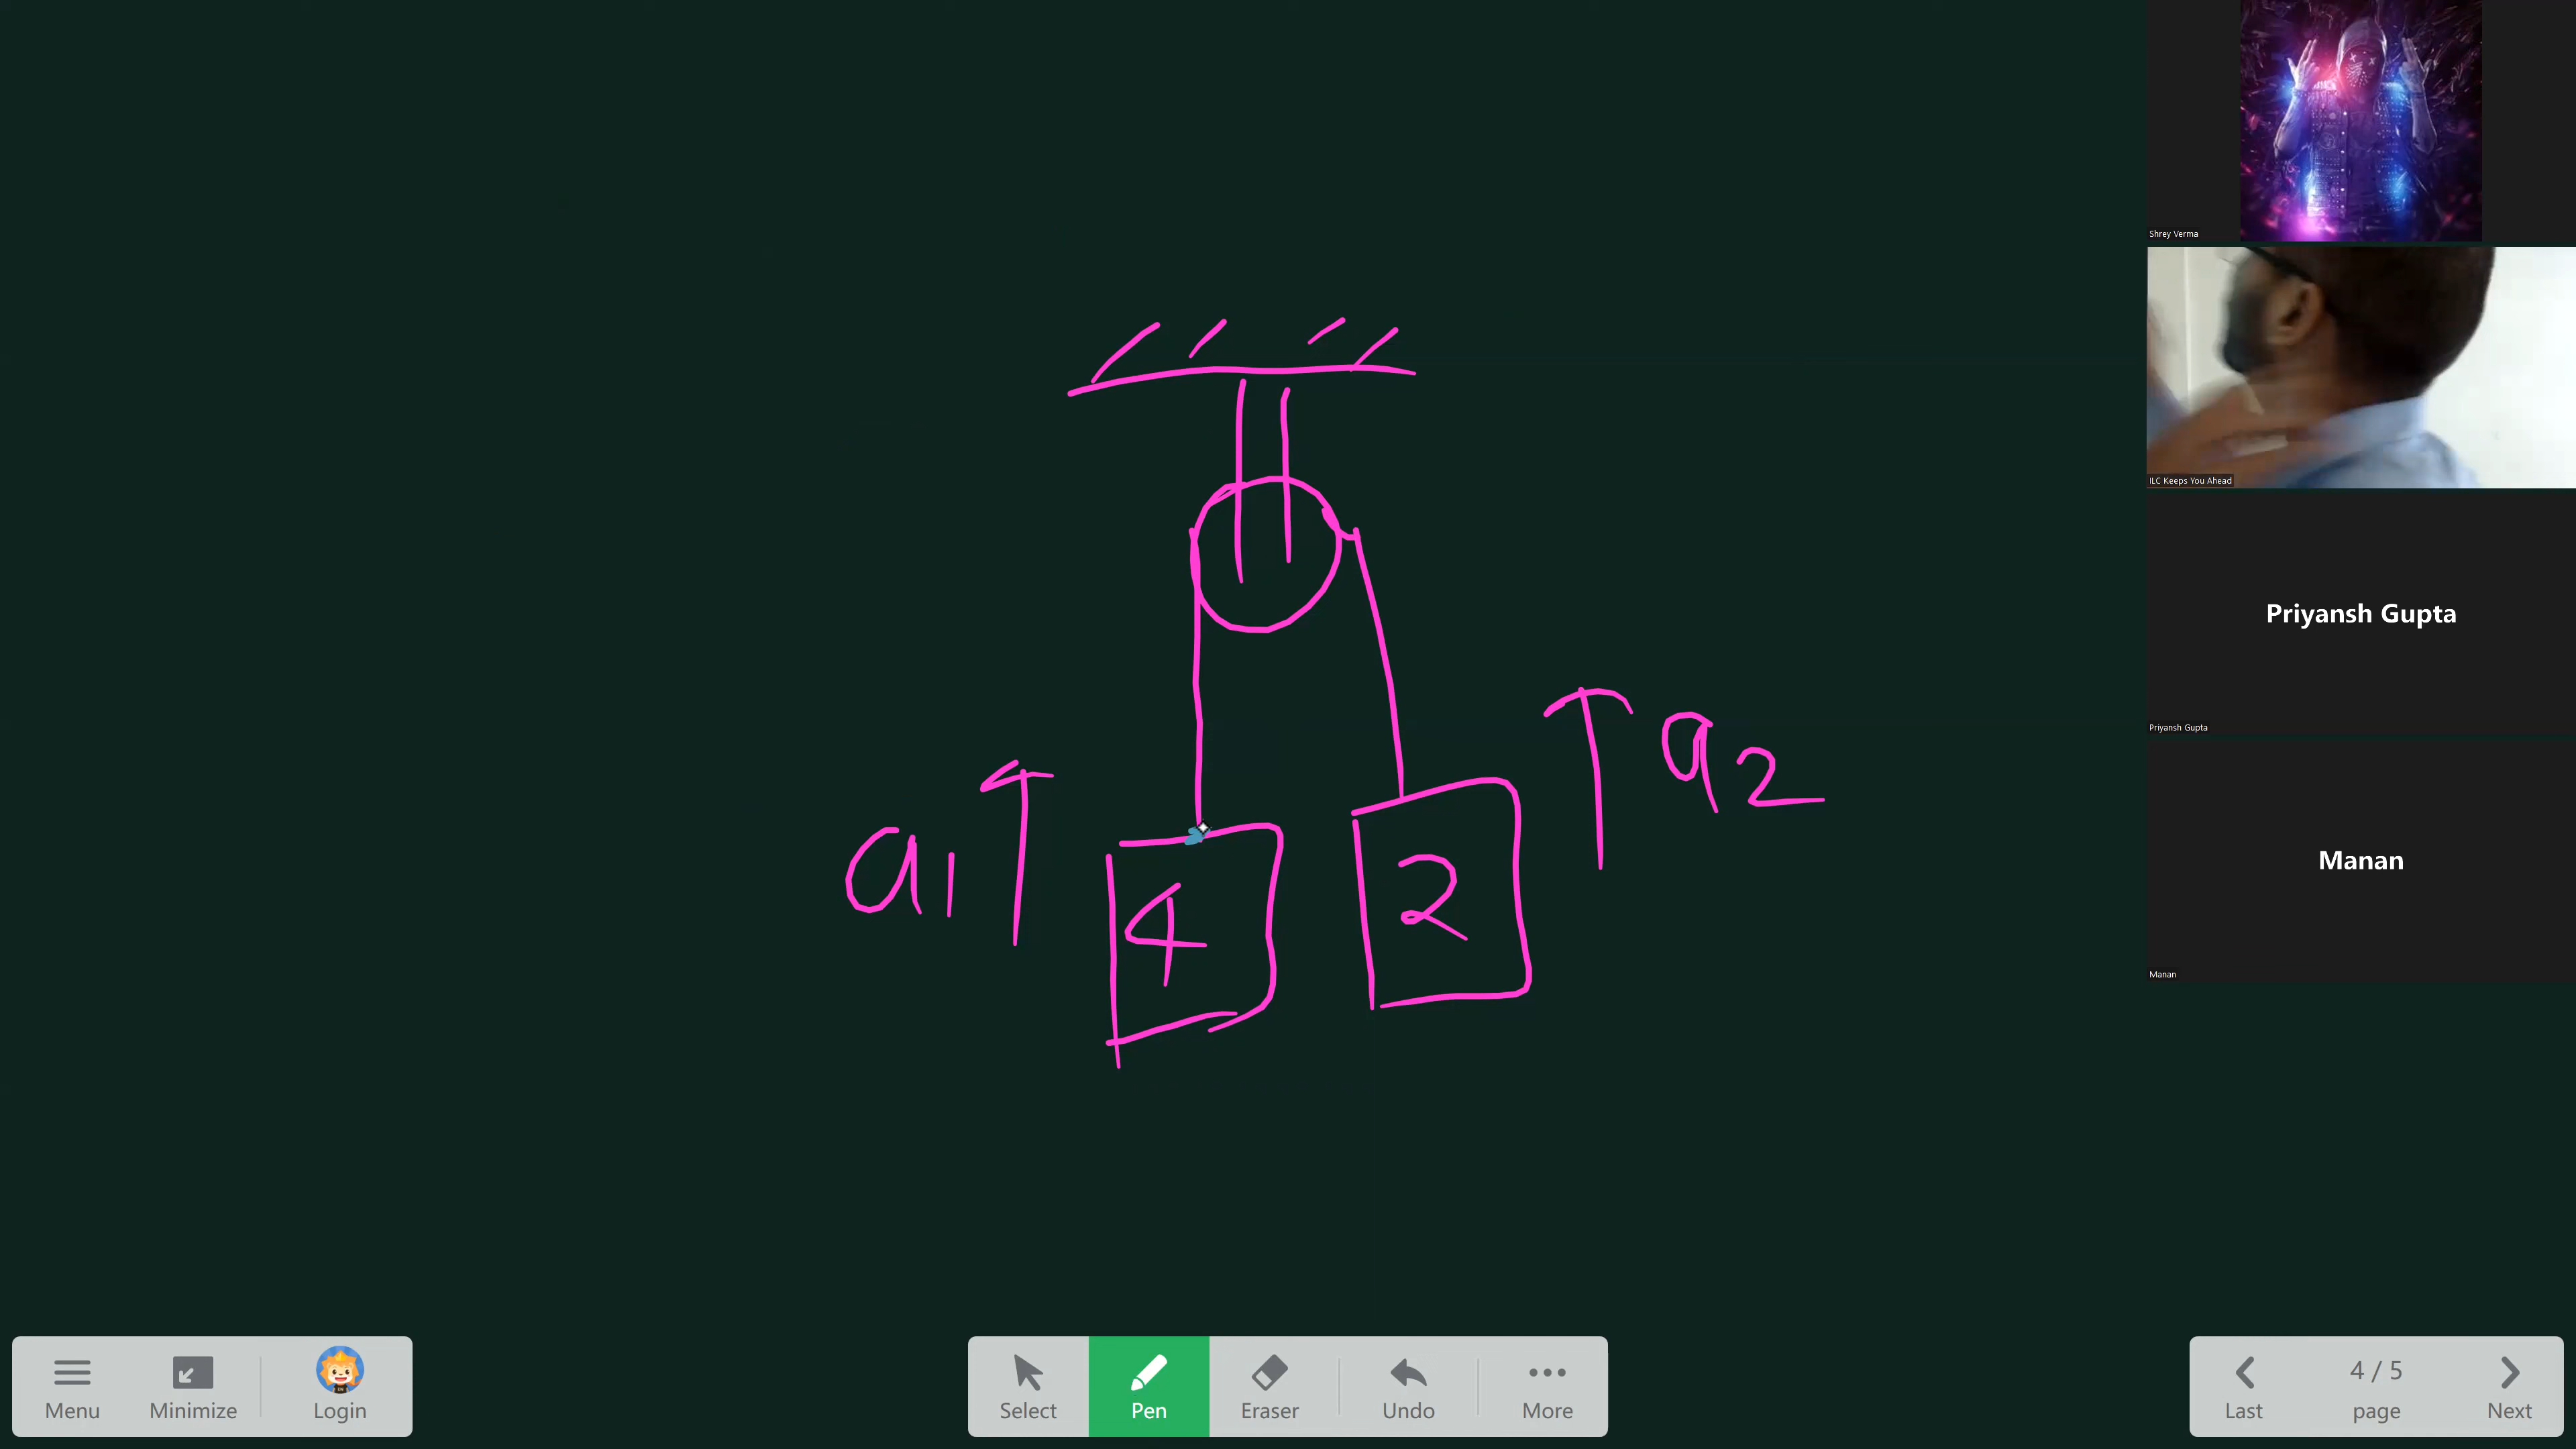 Shrey Verma
ILC Keeps You Ahead
Priyansh Gupta
Priyansh Gupta
a2
a1
4
2
Manan
Manan
Menu
Minimize
Login
Select
Pen
Eraser
Undo
More
Last
4 / 5
page
Next